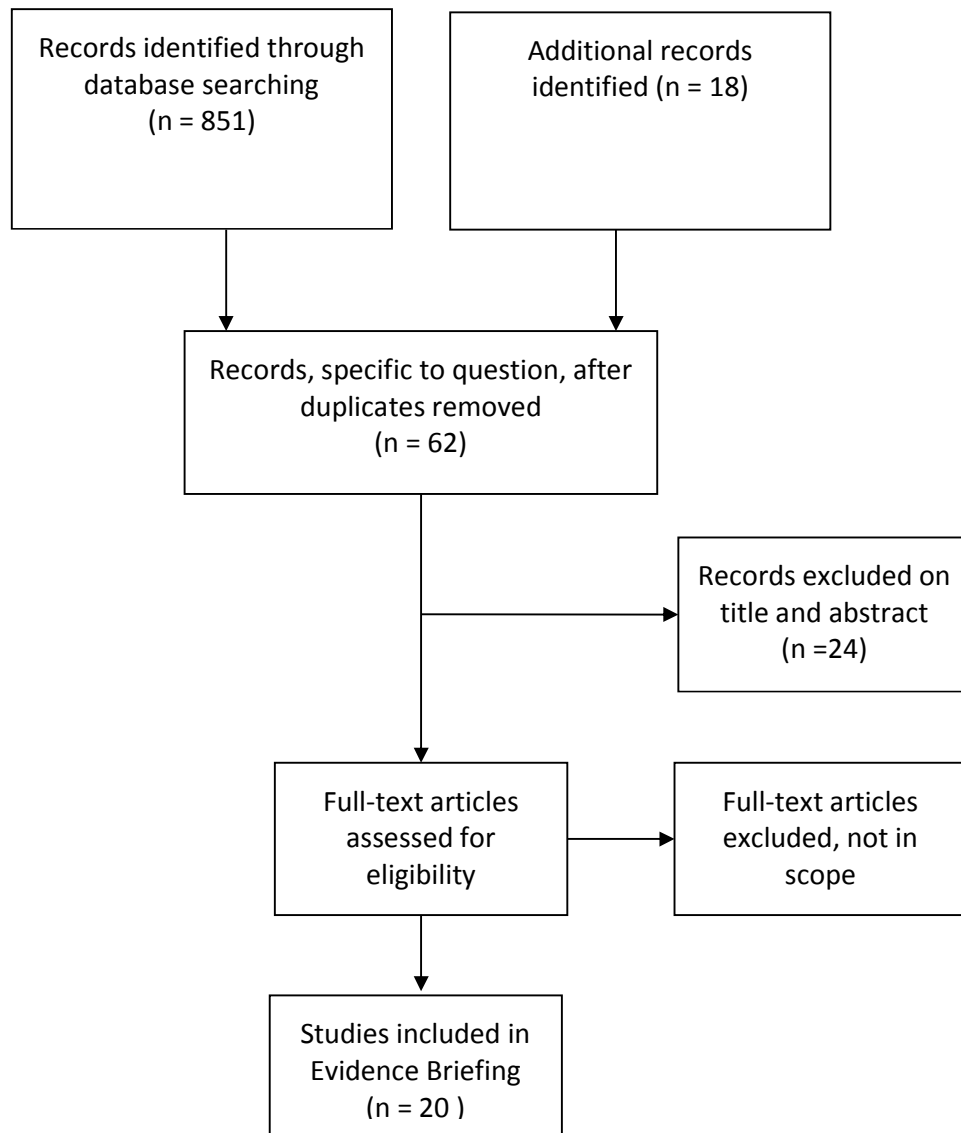 Records identified through
database searching
(n = 851)
Additional records
identified (n = 18)
Records, specific to question, after
duplicates removed
(n = 62)
Records excluded on
title and abstract
(n =24)
Full-text articles
assessed for
eligibility
Full-text articles
excluded, not in
scope
Studies included in
Evidence Briefing
(n = 20 )